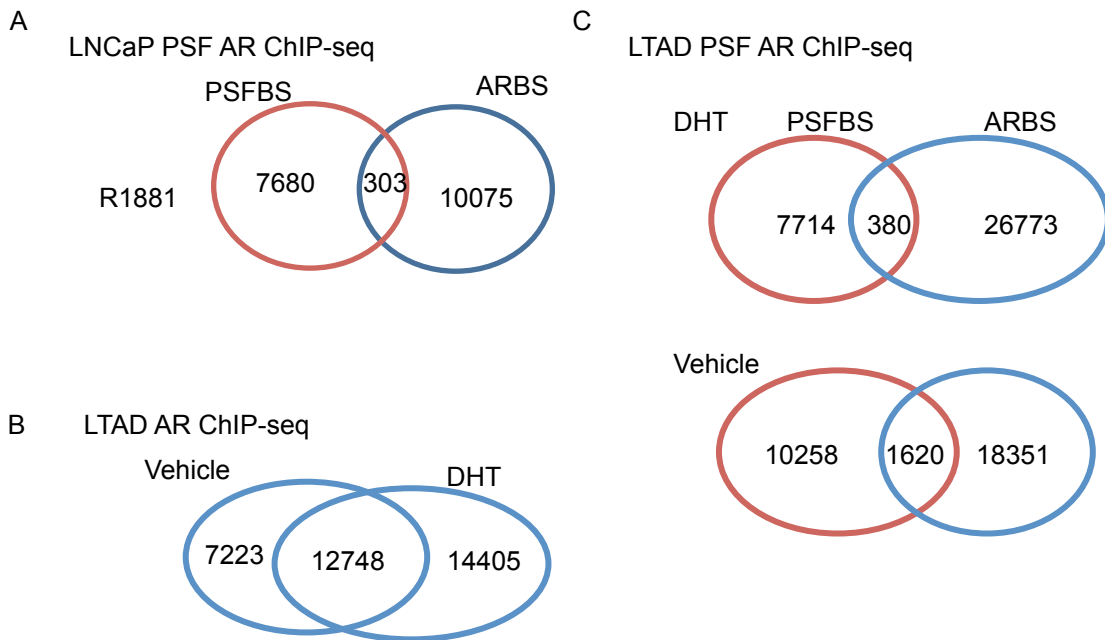 A
LNCaP PSF AR ChIP-seq
PSFBS
ARBS
R1881
7680
303
10075
B
LTAD AR ChIP-seq
Vehicle
DHT
7223
12748
14405
C
LTAD PSF AR ChIP-seq
DHT
PSFBS
ARBS
7714
380
26773
Vehicle
10258
1620
18351